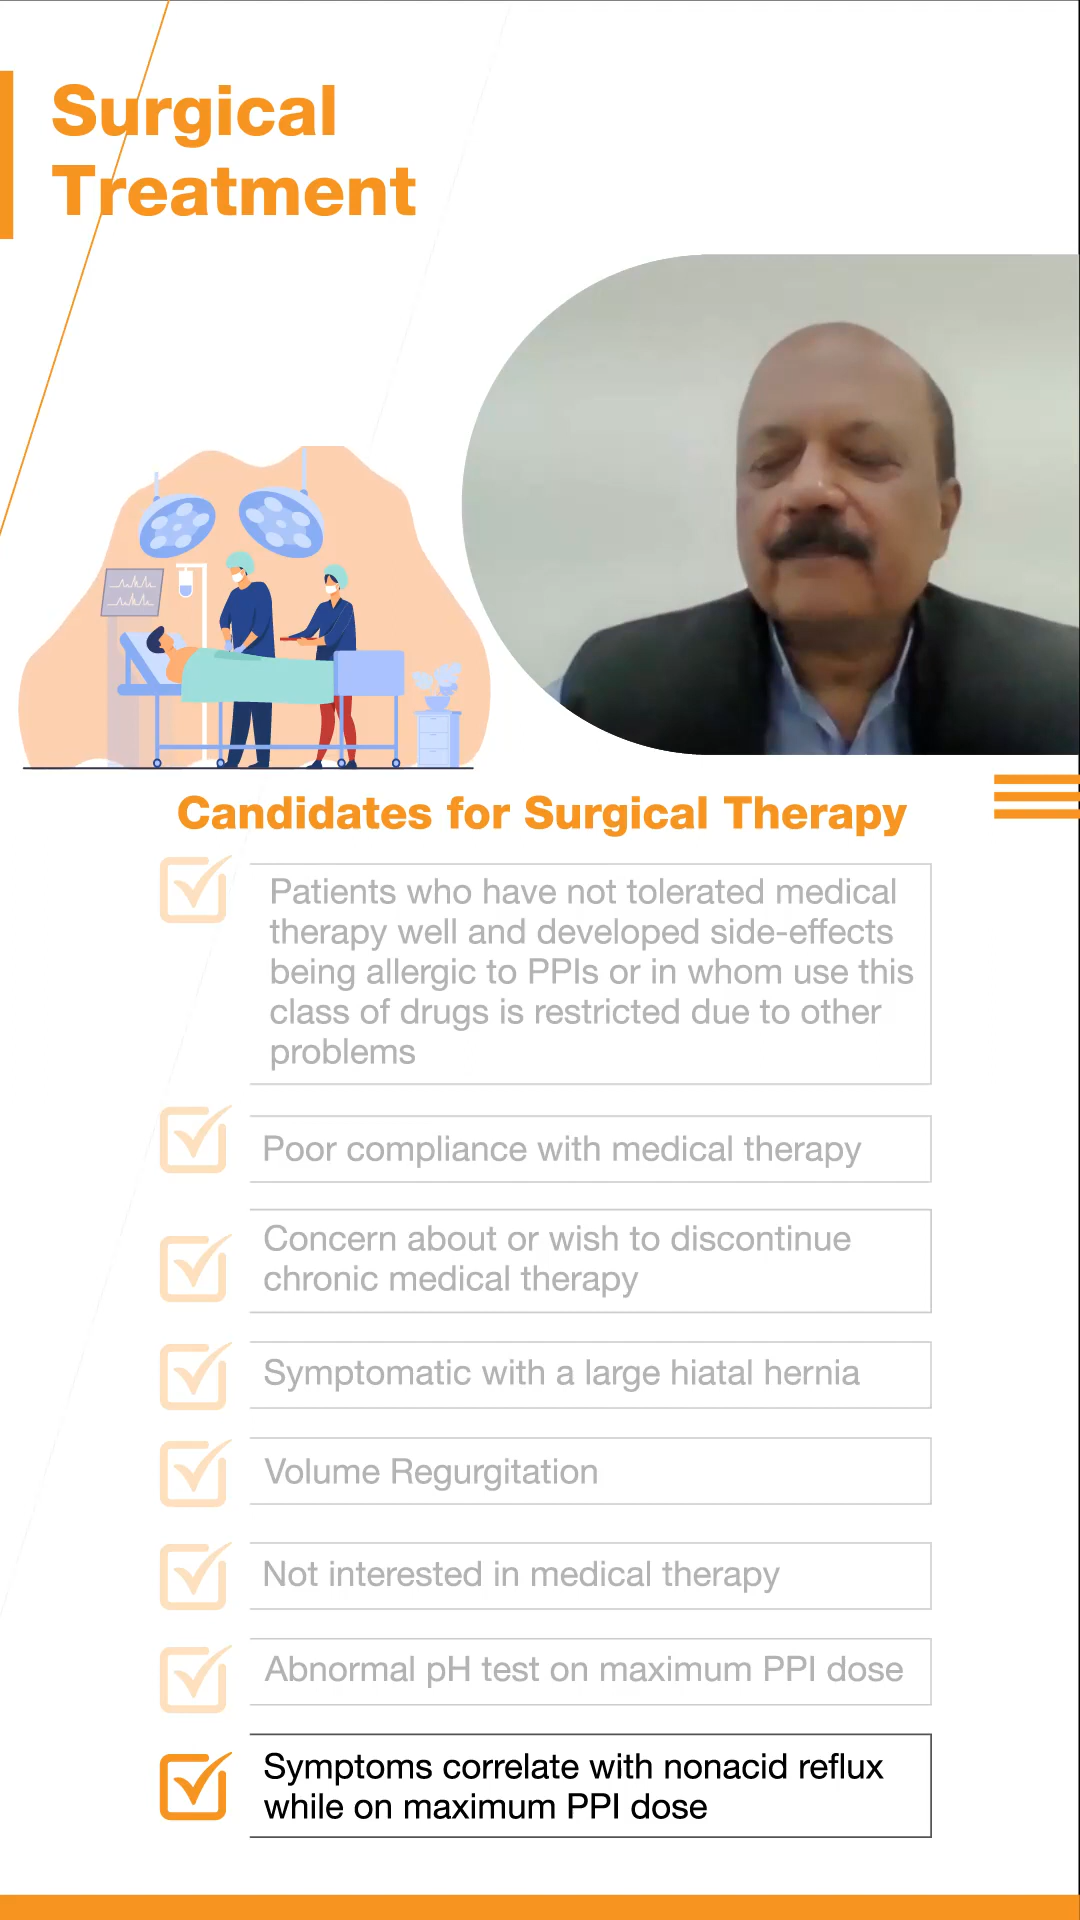 Surgical
Treatment
Candidates for Surgical Therapy
Patients who have not tolerated medical
therapy well and developed side-effects
being allergic to PPIs or in whom use this
class of drugs is restricted due to other
problems
Poor compliance with medical therapy
Concern about or wish to discontinue
chronic medical therapy
Symptomatic with a large hiatal hernia
Volume Regurgitation
Not interested in medical therapy
Abnormal pH test on maximum PPI dose
Symptoms correlate with nonacid reflux
while on maximum PPI dose